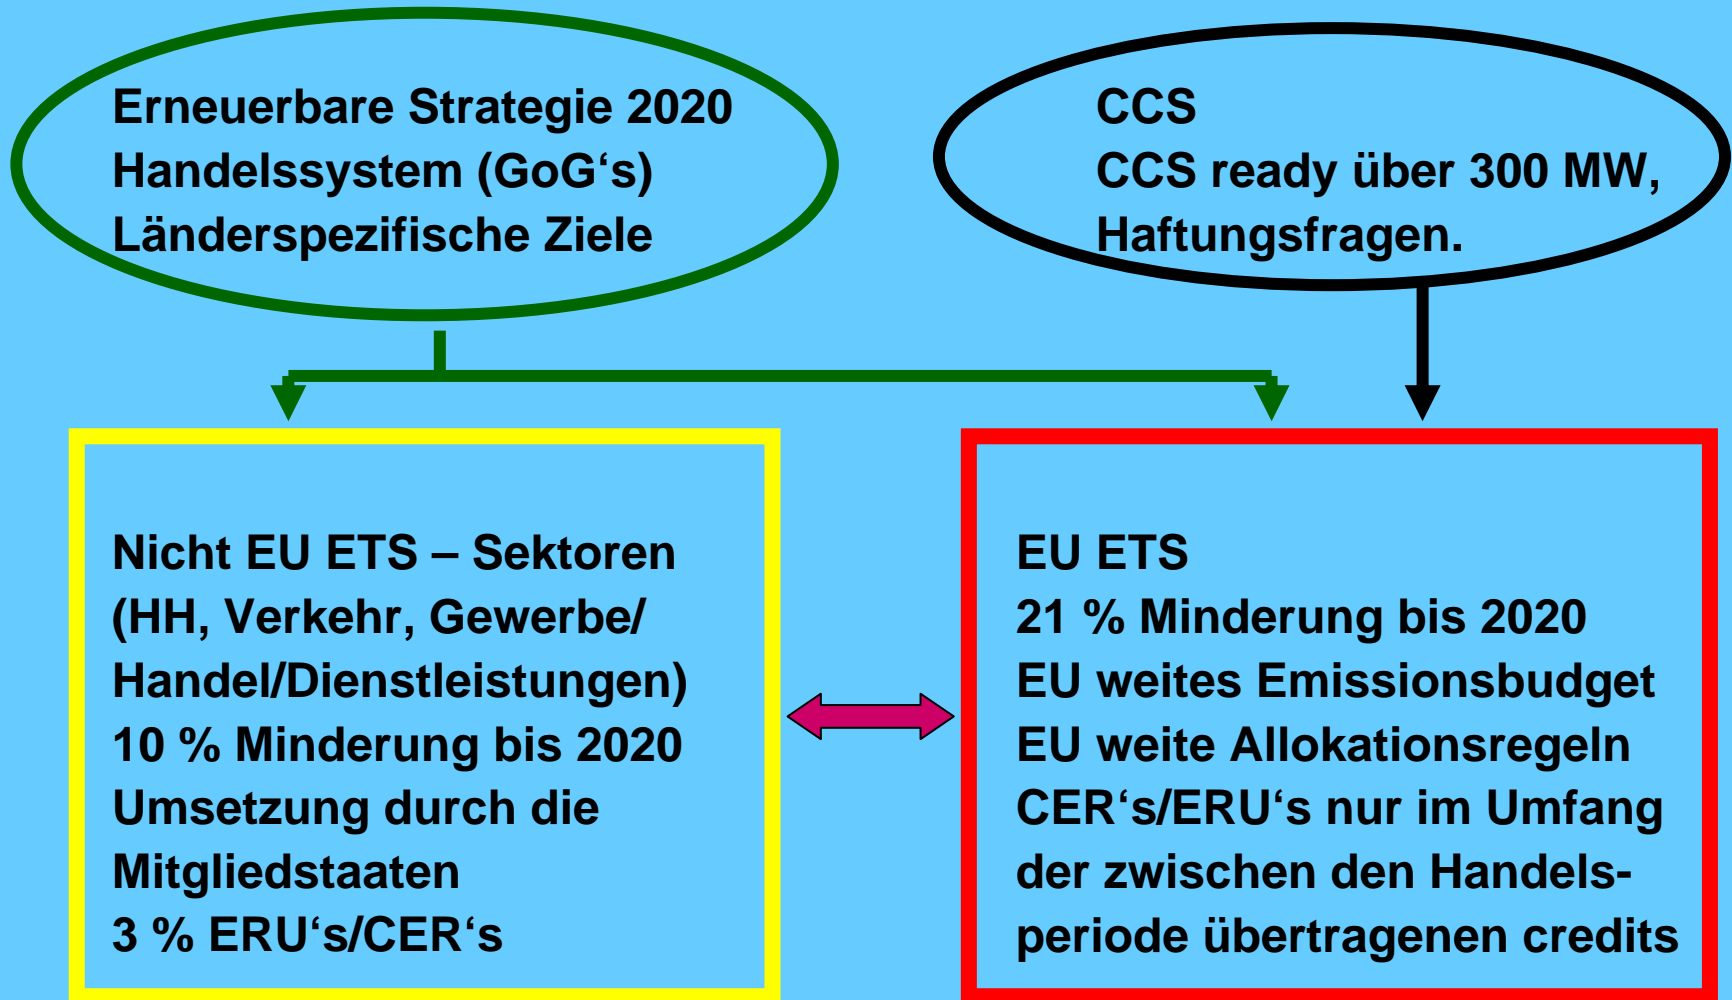 Erneuerbare Strategie 2020
Handelssystem (GoG‘s)
Länderspezifische Ziele
CCS
CCS ready über 300 MW,
Haftungsfragen.
Nicht EU ETS – Sektoren
(HH, Verkehr, Gewerbe/
Handel/Dienstleistungen)
10 % Minderung bis 2020
Umsetzung durch die
Mitgliedstaaten
3 % ERU‘s/CER‘s
EU ETS
21 % Minderung bis 2020
EU weites Emissionsbudget
EU weite Allokationsregeln
CER‘s/ERU‘s nur im Umfang
der zwischen den Handels-
periode übertragenen credits